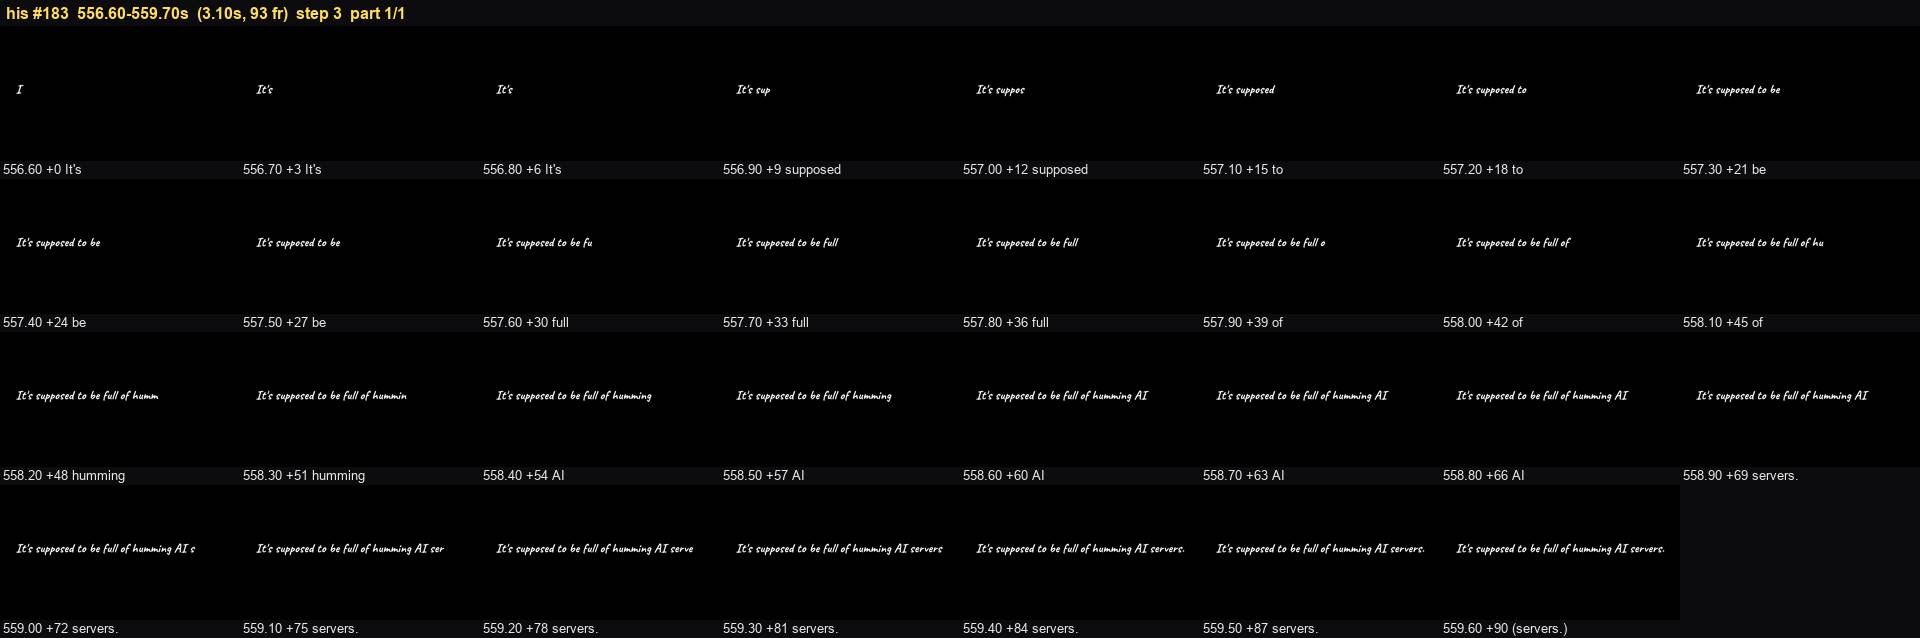 his #183 556.60-559.70s (3.10s, 93 fr) step 3 part 1/1
I It's It's It's sup It's suppos It's supposed It's supposed to It's supposed to be
556.60 +0 It's 556.70 +3 It's 556.80 +6 It's 556.90 +9 supposed 557.00 +12 supposed 557.10 +15 to 557.20 +18 to 557.30 +21 be
It's supposed to be It's supposed to be It's supposed to be fu It's supposed to be full It's supposed to be full It's supposed to be full o It's supposed to be full of It's supposed to be full of hu
557.40 +24 be 557.50 +27 be 557.60 +30 full 557.70 +33 full 557.80 +36 full 557.90 +39 of 558.00 +42 of 558.10 +45 of
It's supposed to be full of humm It's supposed to be full of hummin It's supposed to be full of humming It's supposed to be full of humming It's supposed to be full of humming AI It's supposed to be full of humming AI It's supposed to be full of humming AI It's supposed to be full of humming AI
558.20 +48 humming 558.30 +51 humming 558.40 +54 AI 558.50 +57 AI 558.60 +60 AI 558.70 +63 AI 558.80 +66 AI 558.90 +69 servers.
It's supposed to be full of humming AI s It's supposed to be full of humming AI ser It's supposed to be full of humming AI serve It's supposed to be full of humming AI servers It's supposed to be full of humming AI servers. It's supposed to be full of humming AI servers. It's supposed to be full of humming AI servers.
559.00 +72 servers. 559.10 +75 servers. 559.20 +78 servers. 559.30 +81 servers. 559.40 +84 servers. 559.50 +87 servers. 559.60 +90 (servers.)